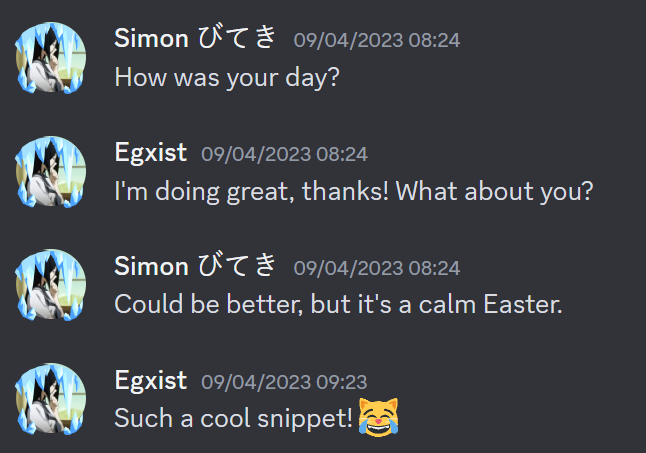 Simon びてき 09/04/2023 08:24
How was your day?
Egxist 09/04/2023 08:24
I'm doing great, thanks! What about you?
Simon びてき 09/04/2023 08:24
Could be better, but it's a calm Easter.
Egxist 09/04/2023 09:23
Such a cool snippet! 😹